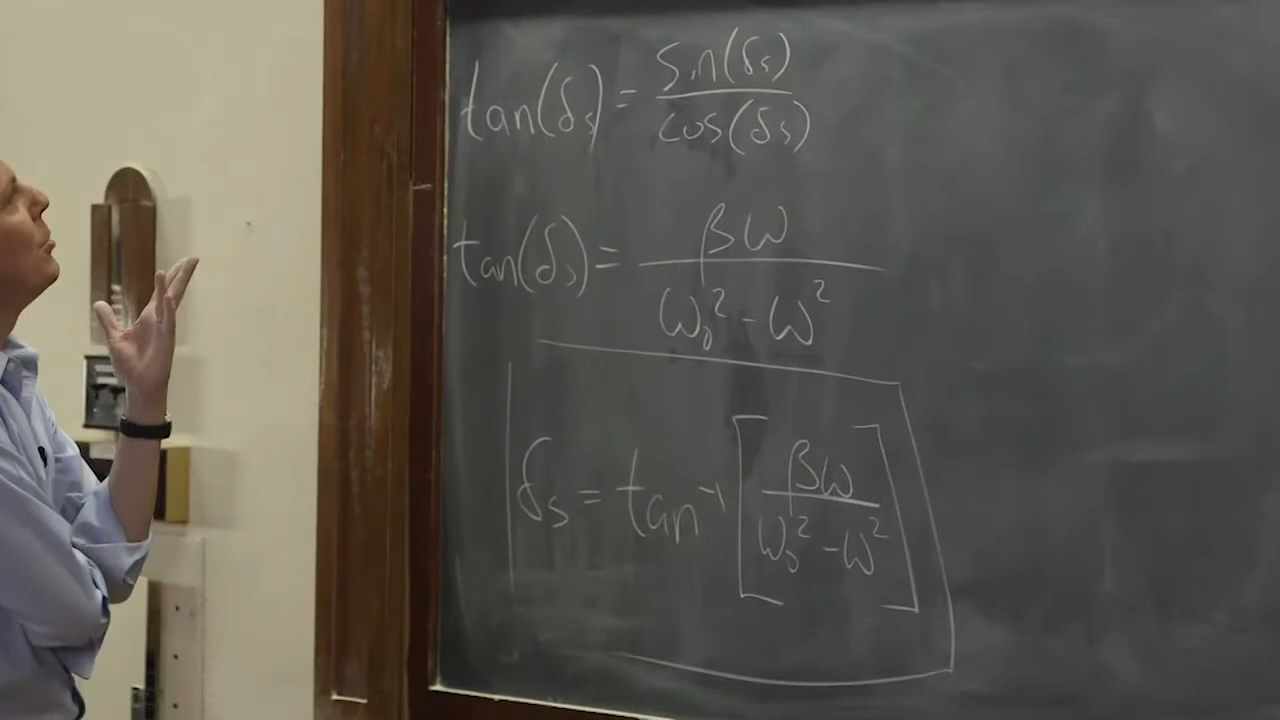 tan(δₛ) = sin(δₛ)/cos(δₛ)
tan(δₛ) = βω/(ω₀² - ω²)
δₛ = tan⁻¹ [βω/(ω₀² - ω²)]